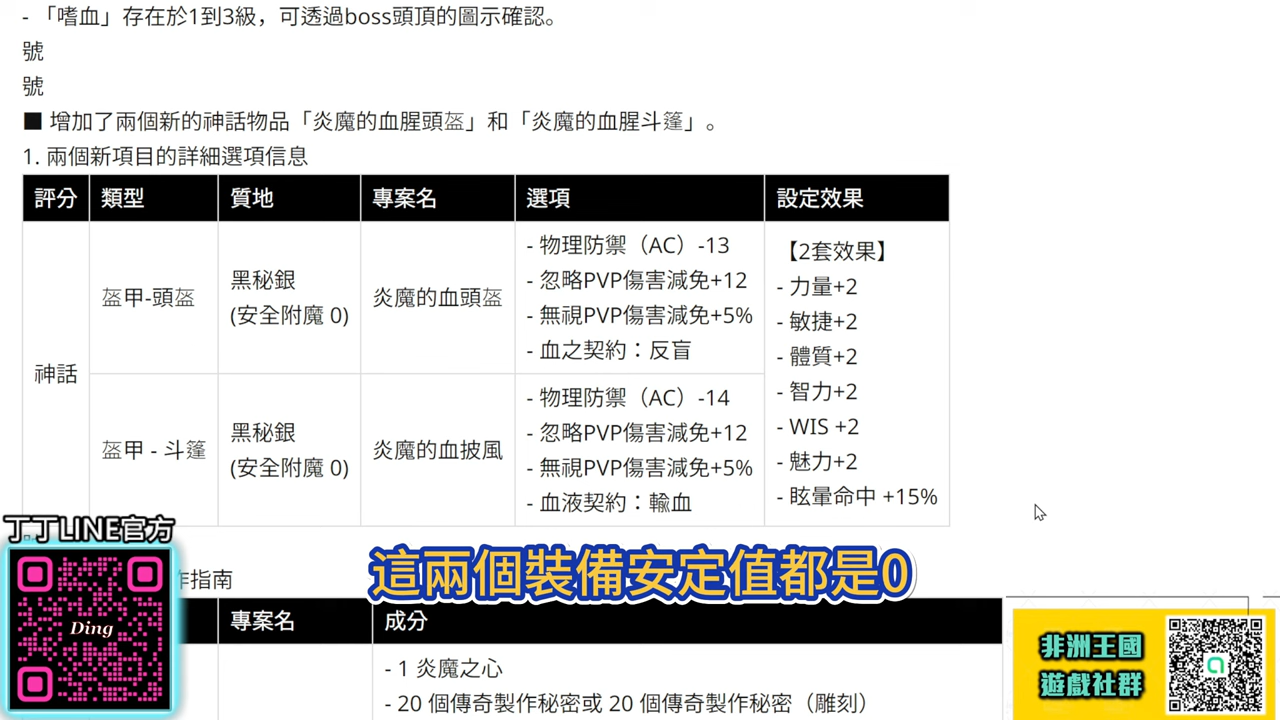 - 「嗜血」存在於1到3級，可透過boss頭頂的圖示確認。
號
號
■ 增加了兩個新的神話物品「炎魔的血腥頭盔」和「炎魔的血腥斗篷」。
1. 兩個新項目的詳細選項信息
評分 類型 質地 專案名 選項 設定效果
神話
盔甲-頭盔
黑秘銀
(安全附魔 0)
炎魔的血頭盔
- 物理防禦（AC）-13
- 忽略PVP傷害減免+12
- 無視PVP傷害減免+5%
- 血之契約：反盲
盔甲 - 斗篷
黑秘銀
(安全附魔 0)
炎魔的血披風
- 物理防禦（AC）-14
- 忽略PVP傷害減免+12
- 無視PVP傷害減免+5%
- 血液契約：輸血
【2套效果】
- 力量+2
- 敏捷+2
- 體質+2
- 智力+2
- WIS +2
- 魅力+2
- 眩暈命中 +15%
丁丁LINE官方
Ding
作指南
這兩個裝備安定值都是0
專案名 成分
- 1 炎魔之心
- 20 個傳奇製作秘密或 20 個傳奇製作秘密（雕刻）
非洲王國
遊戲社群